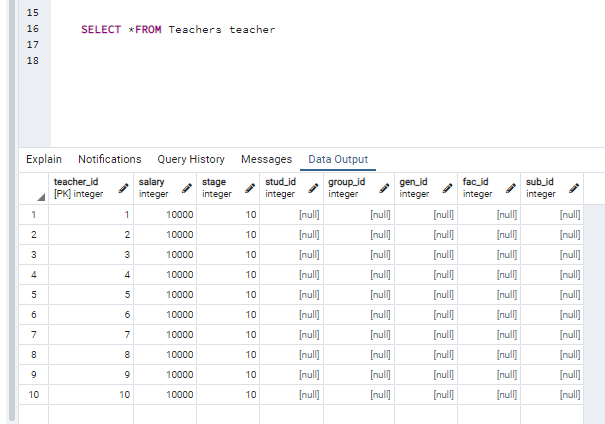 15
16 SELECT *FROM Teachers teacher
17
18
Explain Notifications Query History Messages Data Output
teacher_id salary stage stud_id group_id gen_id fac_id sub_id
[PK] integer integer integer integer integer integer integer integer
1 1 10000 10 [null] [null] [null] [null] [null]
2 2 10000 10 [null] [null] [null] [null] [null]
3 3 10000 10 [null] [null] [null] [null] [null]
4 4 10000 10 [null] [null] [null] [null] [null]
5 5 10000 10 [null] [null] [null] [null] [null]
6 6 10000 10 [null] [null] [null] [null] [null]
7 7 10000 10 [null] [null] [null] [null] [null]
8 8 10000 10 [null] [null] [null] [null] [null]
9 9 10000 10 [null] [null] [null] [null] [null]
10 10 10000 10 [null] [null] [null] [null] [null]